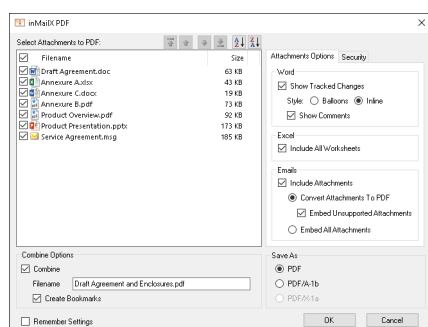 inMailX PDF
Select Attachments to PDF:
Filename Size
Draft Agreement.doc 63 KB
Annexure A.xlsx 43 KB
Annexure C.docx 19 KB
Annexure B.pdf 73 KB
Product Overview.pdf 92 KB
Product Presentation.pptx 173 KB
Service Agreement.msg 185 KB
Combine Options
Combine
Filename Draft Agreement and Enclosures.pdf
Create Bookmarks
Remember Settings
Attachments Options Security
Word
Show Tracked Changes
Style: Balloons Inline
Show Comments
Excel
Include All Worksheets
Emails
Include Attachments
Convert Attachments To PDF
Embed Unsupported Attachments
Embed All Attachments
Save As
PDF
PDF/A-1b
PDF/X-1a
OK Cancel